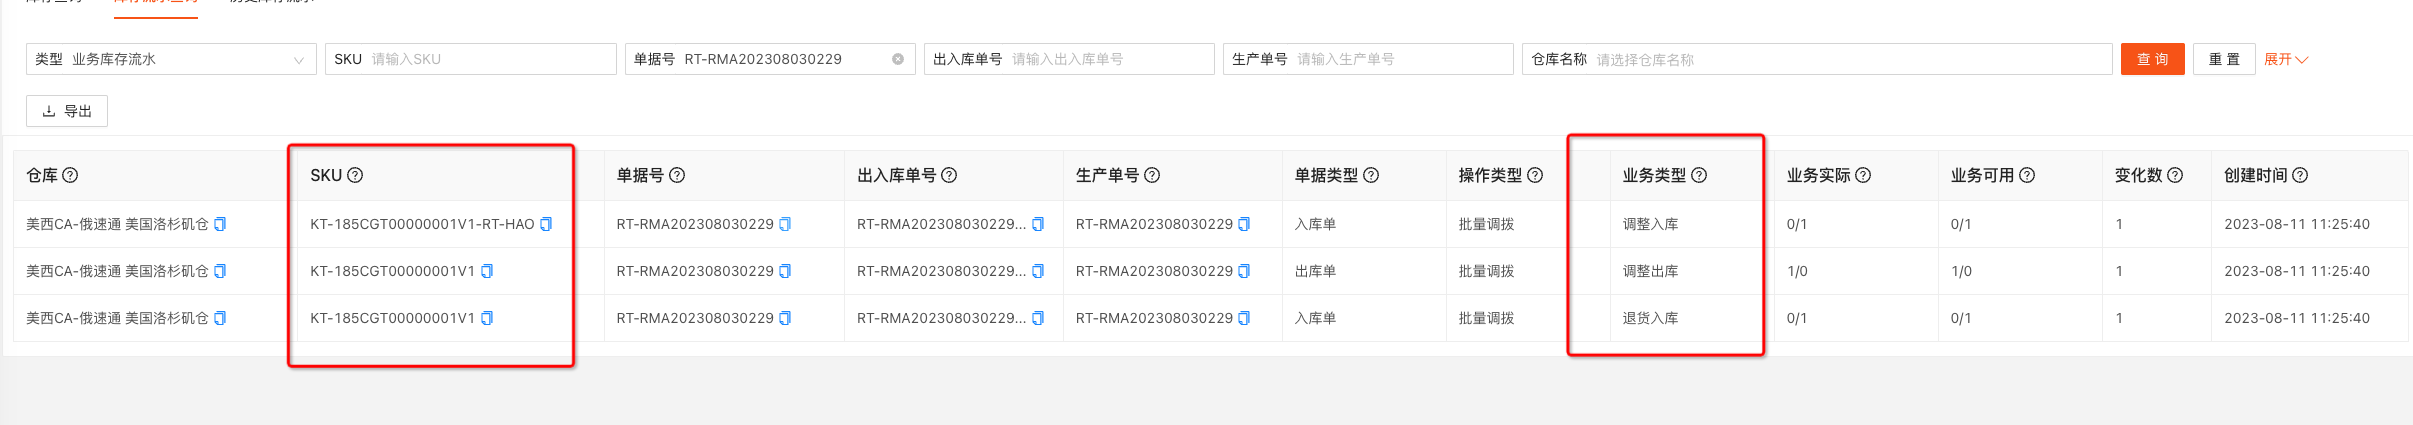 类型 业务库存流水 SKU 请输入SKU 单据号 RT-RMA202308030229 出入库单号 请输入出入库单号 生产单号 请输入生产单号 仓库名称 请选择仓库名称 查 询 重 置 展开
导出
仓库 SKU 单据号 出入库单号 生产单号 单据类型 操作类型 业务类型 业务实际 业务可用 变化数 创建时间
美西CA-俄速通 美国洛杉矶仓 KT-185CGT00000001V1-RT-HAO RT-RMA202308030229 RT-RMA202308030229... RT-RMA202308030229 入库单 批量调拨 调整入库 0/1 0/1 1 2023-08-11 11:25:40
美西CA-俄速通 美国洛杉矶仓 KT-185CGT00000001V1 RT-RMA202308030229 RT-RMA202308030229... RT-RMA202308030229 出库单 批量调拨 调整出库 1/0 1/0 1 2023-08-11 11:25:40
美西CA-俄速通 美国洛杉矶仓 KT-185CGT00000001V1 RT-RMA202308030229 RT-RMA202308030229... RT-RMA202308030229 入库单 批量调拨 退货入库 0/1 0/1 1 2023-08-11 11:25:40